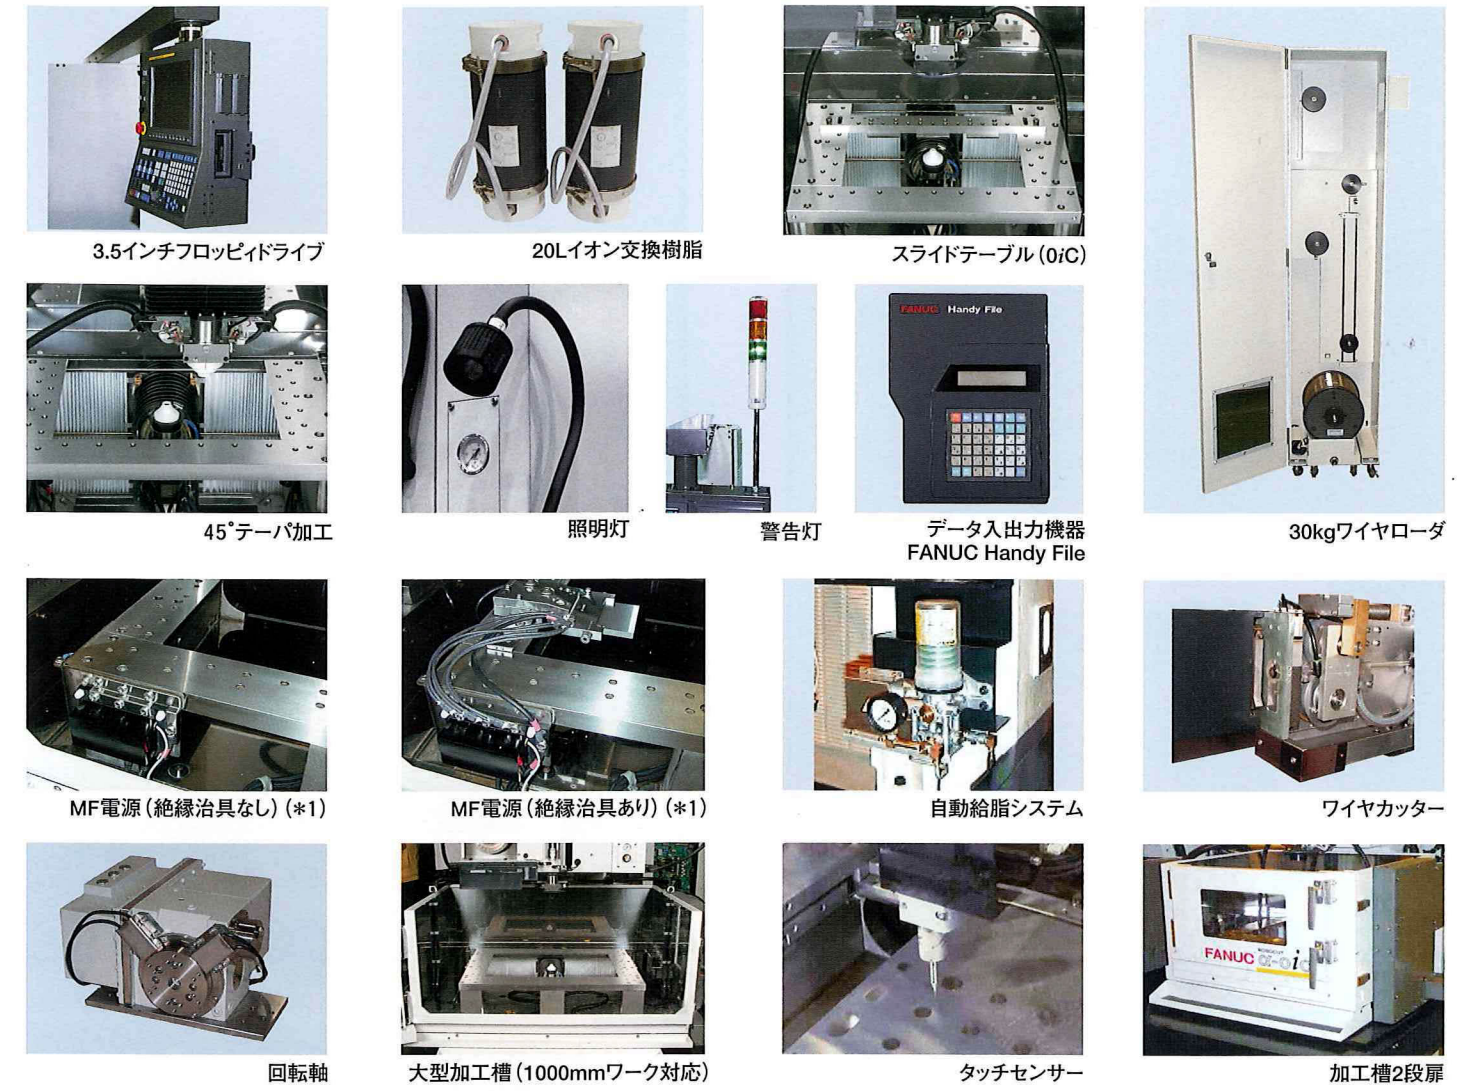 3.5インチフロッピィドライブ
20Lイオン交換樹脂
スライドテーブル(0iC)
45°テーパ加工
照明灯
警告灯
FANUC Handy File
データ入出力機器
FANUC Handy File
30kgワイヤローダ
MF電源(絶縁治具なし)(*1)
MF電源(絶縁治具あり)(*1)
自動給脂システム
ワイヤカッター
回転軸
大型加工槽(1000mmワーク対応)
タッチセンサー
FANUC ROBOCUT α-0iC
加工槽2段扉